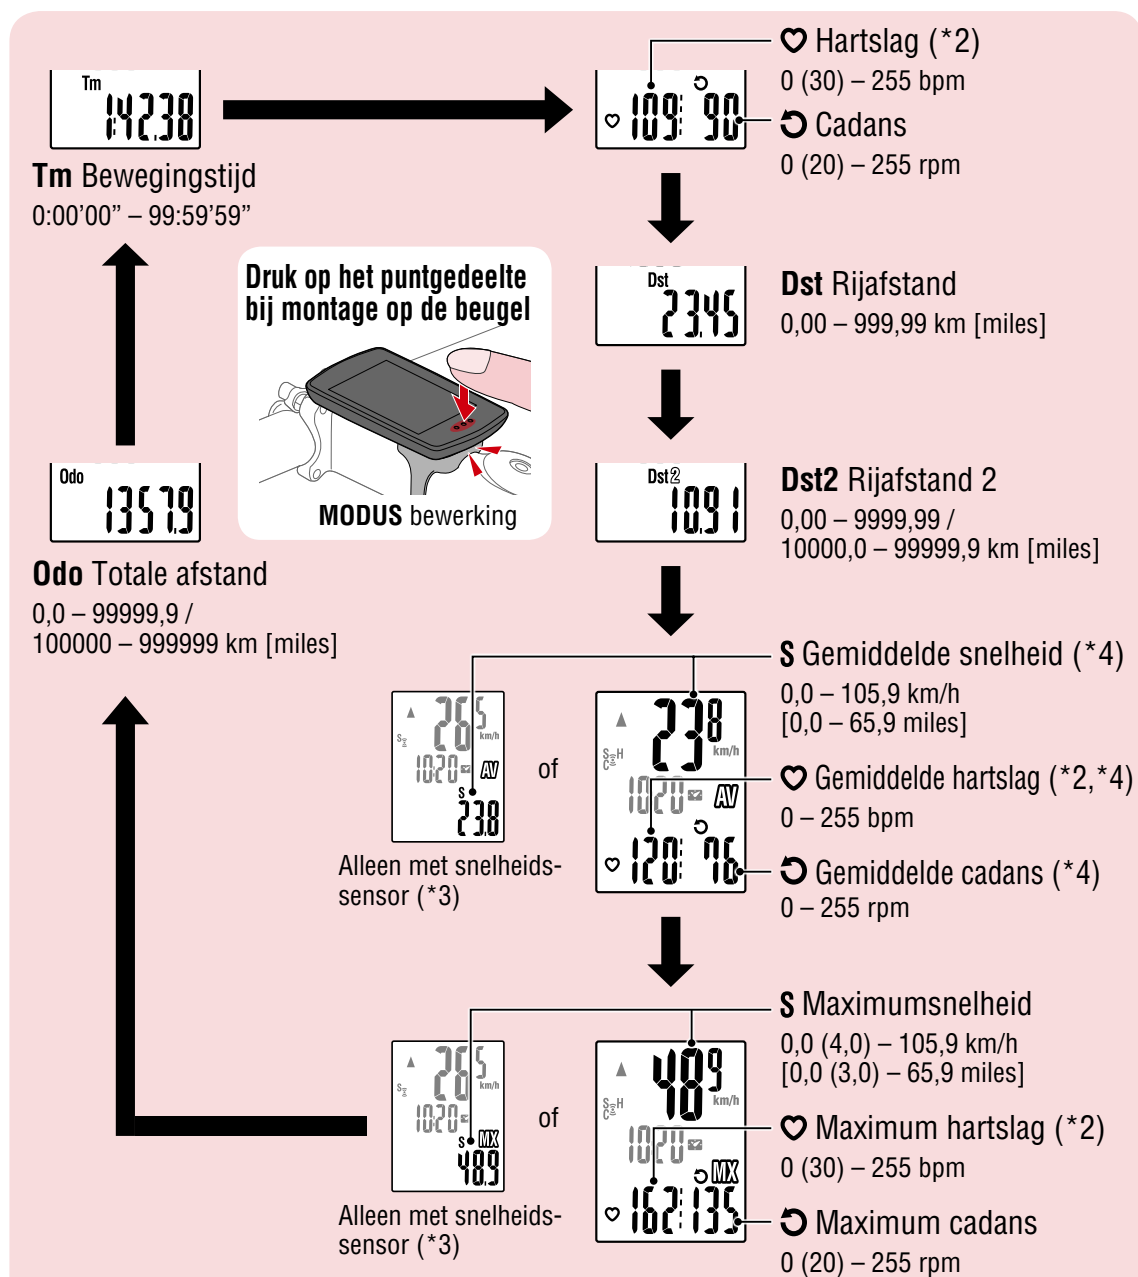 Tm
1:42.38
Tm Bewegingstijd
0:00'00” – 99:59'59”
109 90
Hartslag (*2)
0 (30) – 255 bpm
Cadans
0 (20) – 255 rpm
Druk op het puntgedeelte
bij montage op de beugel
MODUS bewerking
Dst
23.45
Dst Rijafstand
0,00 – 999,99 km [miles]
Dst2
10.91
Dst2 Rijafstand 2
0,00 – 9999,99 /
10000,0 – 99999,9 km [miles]
Odo
1357.9
Odo Totale afstand
0,0 – 99999,9 /
100000 – 999999 km [miles]
26.5
km/h
S
10:20
AV
S
23.8
Alleen met snelheids-
sensor (*3)
of
23.8
km/h
S H
C
10:20
AV
120 76
S Gemiddelde snelheid (*4)
0,0 – 105,9 km/h
[0,0 – 65,9 miles]
Gemiddelde hartslag (*2,*4)
0 – 255 bpm
Gemiddelde cadans (*4)
0 – 255 rpm
26.5
km/h
S
10:20
S MX
48.9
Alleen met snelheids-
sensor (*3)
of
48.9
km/h
S H
C
10:20
MX
162 135
S Maximumsnelheid
0,0 (4,0) – 105,9 km/h
[0,0 (3,0) – 65,9 miles]
Maximum hartslag (*2)
0 (30) – 255 bpm
Maximum cadans
0 (20) – 255 rpm